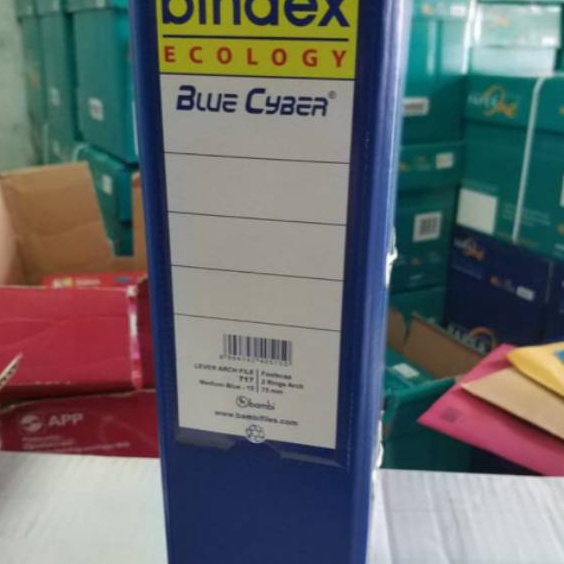 bindex
ECOLOGY
BLUE CYBER®
LEVER ARCH FILE
717
Medium Blue - 15
Foolscap
2 Rings Arch
75 mm
bambi
www.bambifiles.com
APP